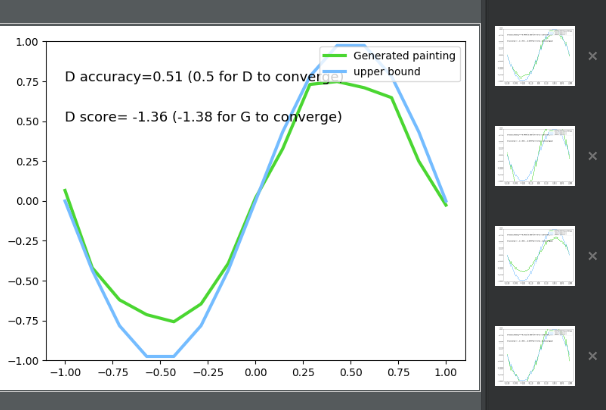 1.00
0.75
0.50
0.25
0.00
−0.25
−0.50
−0.75
−1.00
Generated painting
upper bound
D accuracy=0.51 (0.5 for D to converge)
D score= -1.36 (-1.38 for G to converge)
−1.00 −0.75 −0.50 −0.25 0.00 0.25 0.50 0.75 1.00